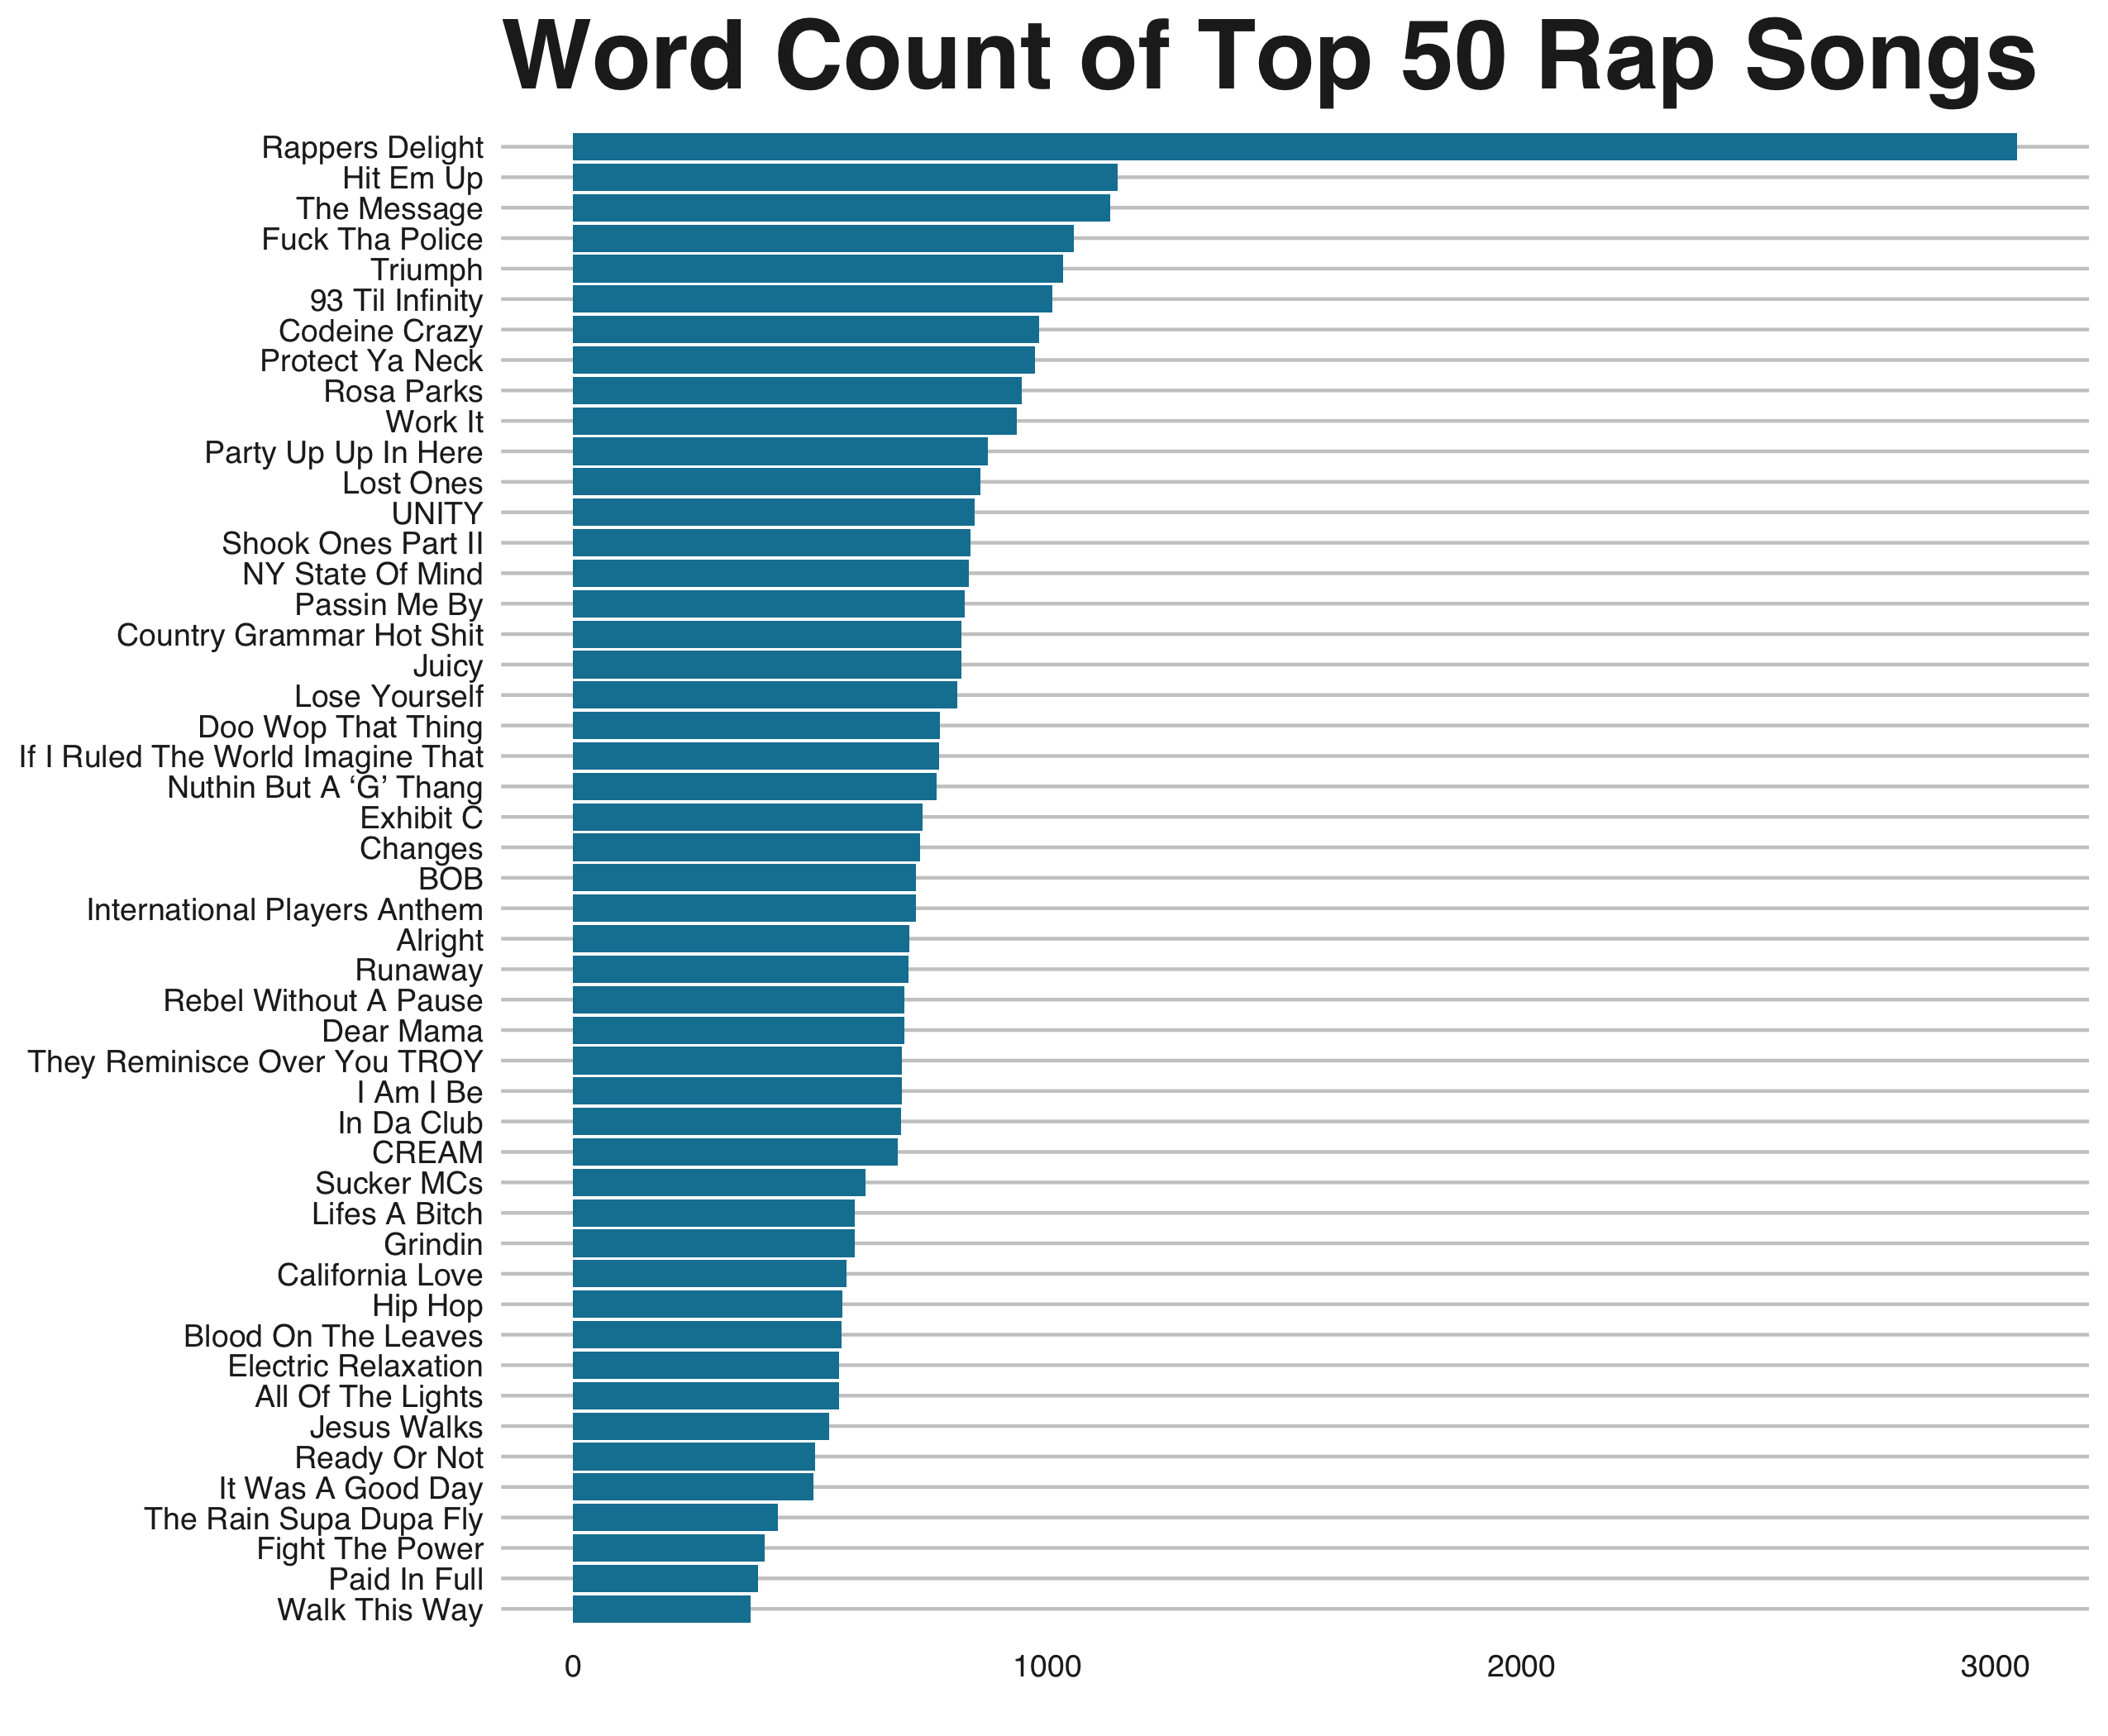 Word Count of Top 50 Rap Songs
Rappers Delight
Hit Em Up
The Message
Fuck Tha Police
Triumph
93 Til Infinity
Codeine Crazy
Protect Ya Neck
Rosa Parks
Work It
Party Up Up In Here
Lost Ones
UNITY
Shook Ones Part II
NY State Of Mind
Passin Me By
Country Grammar Hot Shit
Juicy
Lose Yourself
Doo Wop That Thing
If I Ruled The World Imagine That
Nuthin But A ‘G’ Thang
Exhibit C
Changes
BOB
International Players Anthem
Alright
Runaway
Rebel Without A Pause
Dear Mama
They Reminisce Over You TROY
I Am I Be
In Da Club
CREAM
Sucker MCs
Lifes A Bitch
Grindin
California Love
Hip Hop
Blood On The Leaves
Electric Relaxation
All Of The Lights
Jesus Walks
Ready Or Not
It Was A Good Day
The Rain Supa Dupa Fly
Fight The Power
Paid In Full
Walk This Way
0 1000 2000 3000